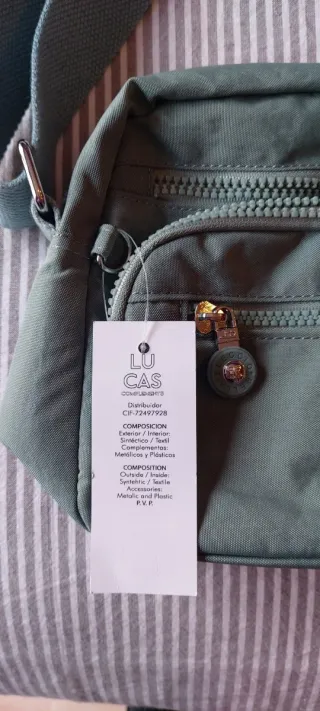 LU
CAS
COMPLEMENTS
Distribuidor
CIF-72497928
COMPOSICION
Exterior / Interior:
Sintético / Textil
Complementos:
Metálicos y Plásticos
COMPOSITION
Outside / Inside:
Syntehtic / Textile
Accessories:
Metalic and Plastic
P.V.P.